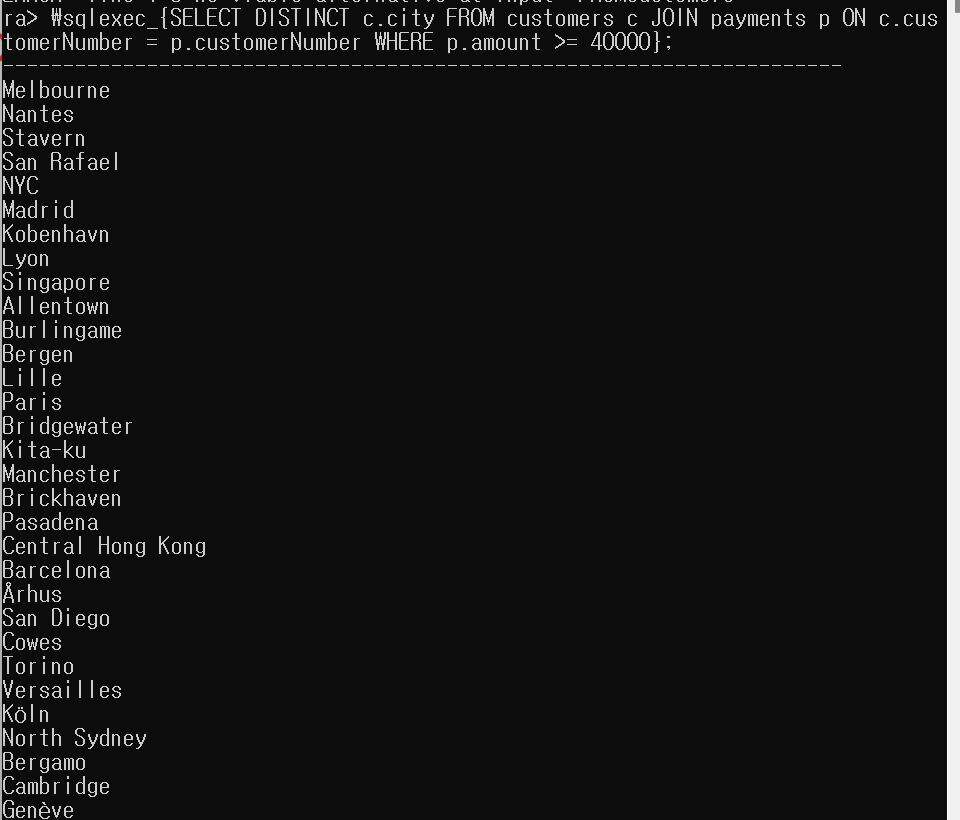 ra> ₩sqlexec_{SELECT DISTINCT c.city FROM customers c JOIN payments p ON c.cus
tomerNumber = p.customerNumber WHERE p.amount >= 40000};
----------------------------------------------------------------------
Melbourne
Nantes
Stavern
San Rafael
NYC
Madrid
Kobenhavn
Lyon
Singapore
Allentown
Burlingame
Bergen
Lille
Paris
Bridgewater
Kita-ku
Manchester
Brickhaven
Pasadena
Central Hong Kong
Barcelona
Århus
San Diego
Cowes
Torino
Versailles
Köln
North Sydney
Bergamo
Cambridge
Genève